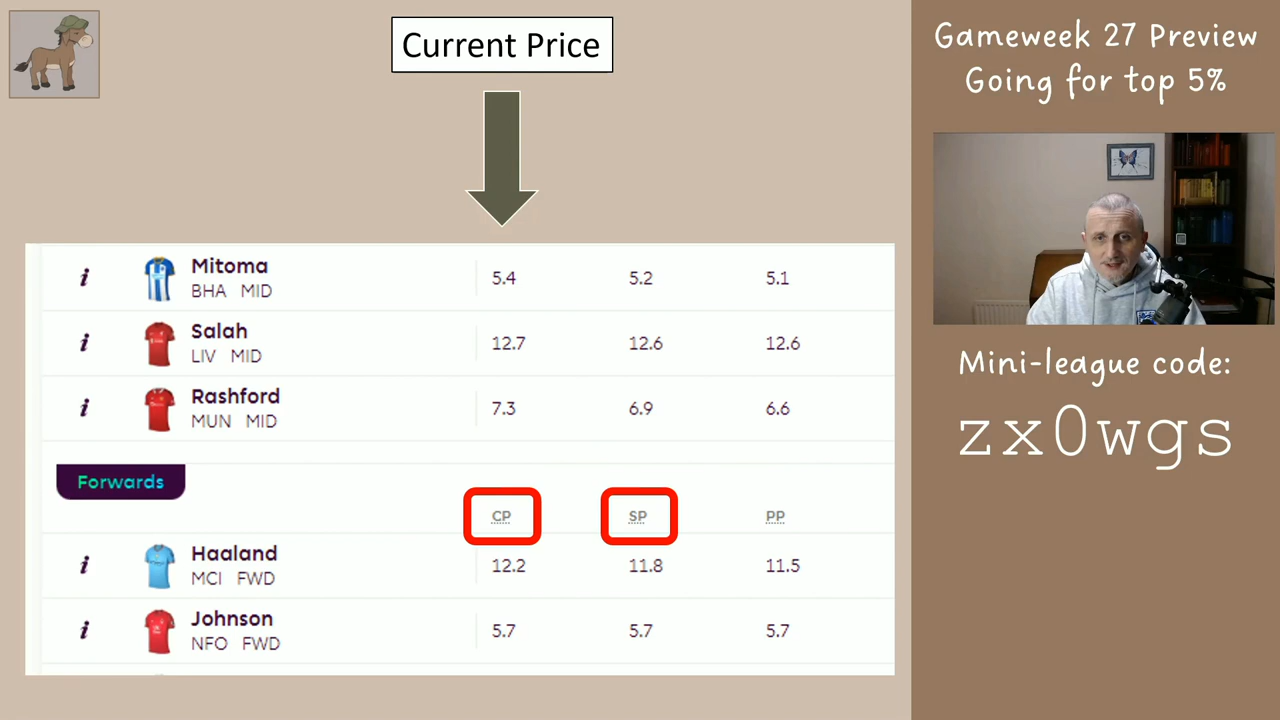 Current Price
Gameweek 27 Preview
Going for top 5%
Mini-league code:
zx0wgs
i Mitoma 5.4 5.2 5.1
BHA MID
i Salah 12.7 12.6 12.6
LIV MID
i Rashford 7.3 6.9 6.6
MUN MID
Forwards
CP SP PP
i Haaland 12.2 11.8 11.5
MCI FWD
i Johnson 5.7 5.7 5.7
NFO FWD